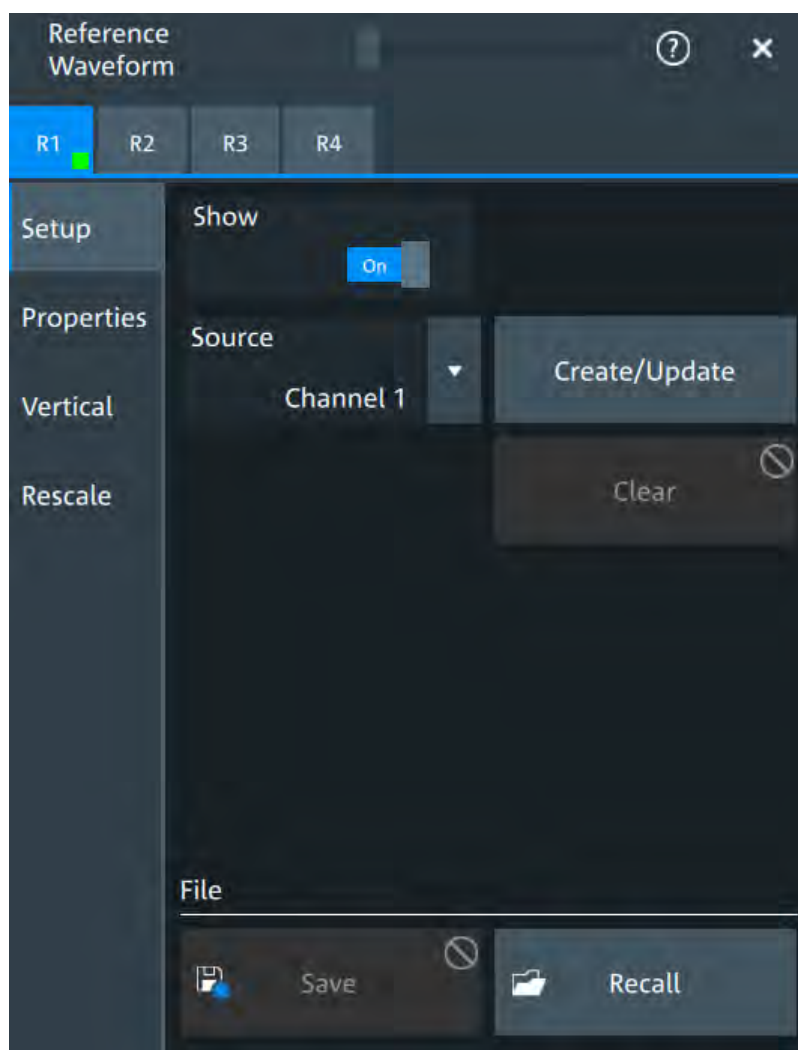 Reference
Waveform
?
R1 R2 R3 R4
Setup
Show
On
Properties
Source
Channel 1
Create/Update
Vertical
Clear
Rescale
File
Save
Recall